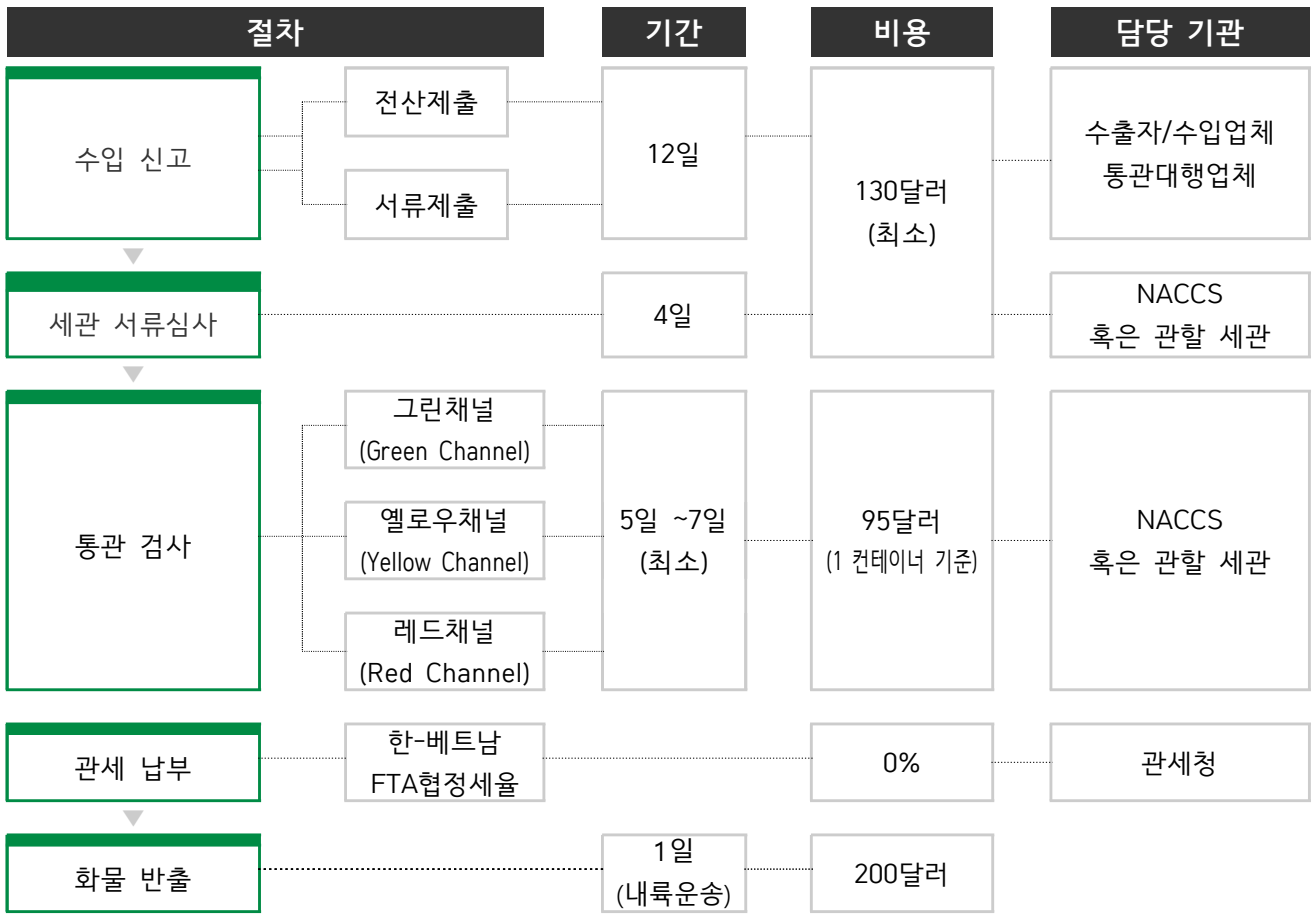 절차
기간
비용
담당 기관
수입 신고
전산제출
서류제출
12일
130달러
(최소)
수출자/수입업체
통관대행업체
세관 서류심사
4일
NACCS
혹은 관할 세관
통관 검사
그린채널
(Green Channel)
옐로우채널
(Yellow Channel)
레드채널
(Red Channel)
5일 ~7일
(최소)
95달러
(1 컨테이너 기준)
NACCS
혹은 관할 세관
관세 납부
한-베트남
FTA협정세율
0%
관세청
화물 반출
1일
(내륙운송)
200달러